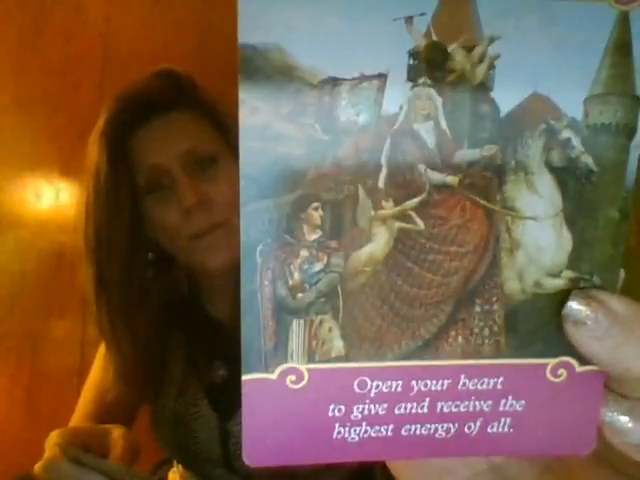 Open your heart
to give and receive the
highest energy of all.